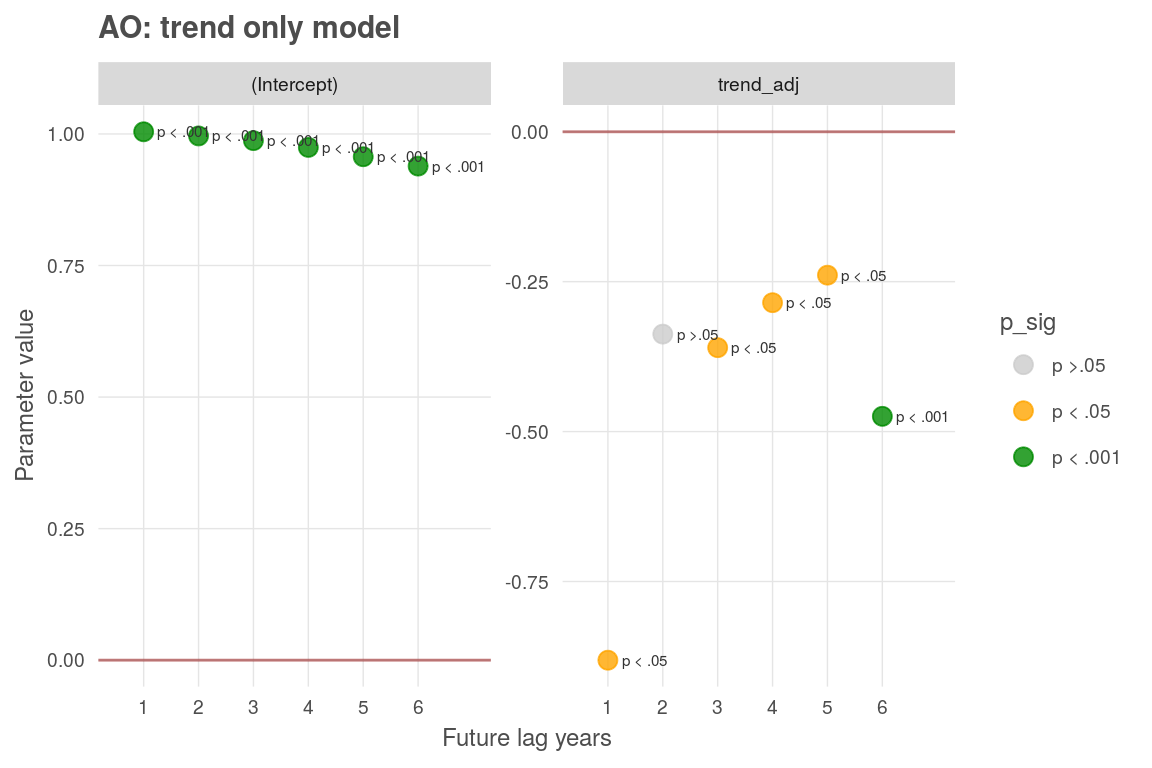 AO: trend only model
(Intercept)
trend_adj
Parameter value
1.00
0.75
0.50
0.25
0.00
p < .001
p < .001
p < .001
p < .001
p < .001
p < .001
1 2 3 4 5 6
0.00
-0.25
-0.50
-0.75
p < .05
p >.05
p < .05
p < .05
p < .05
p < .001
1 2 3 4 5 6
Future lag years
p_sig
p >.05
p < .05
p < .001